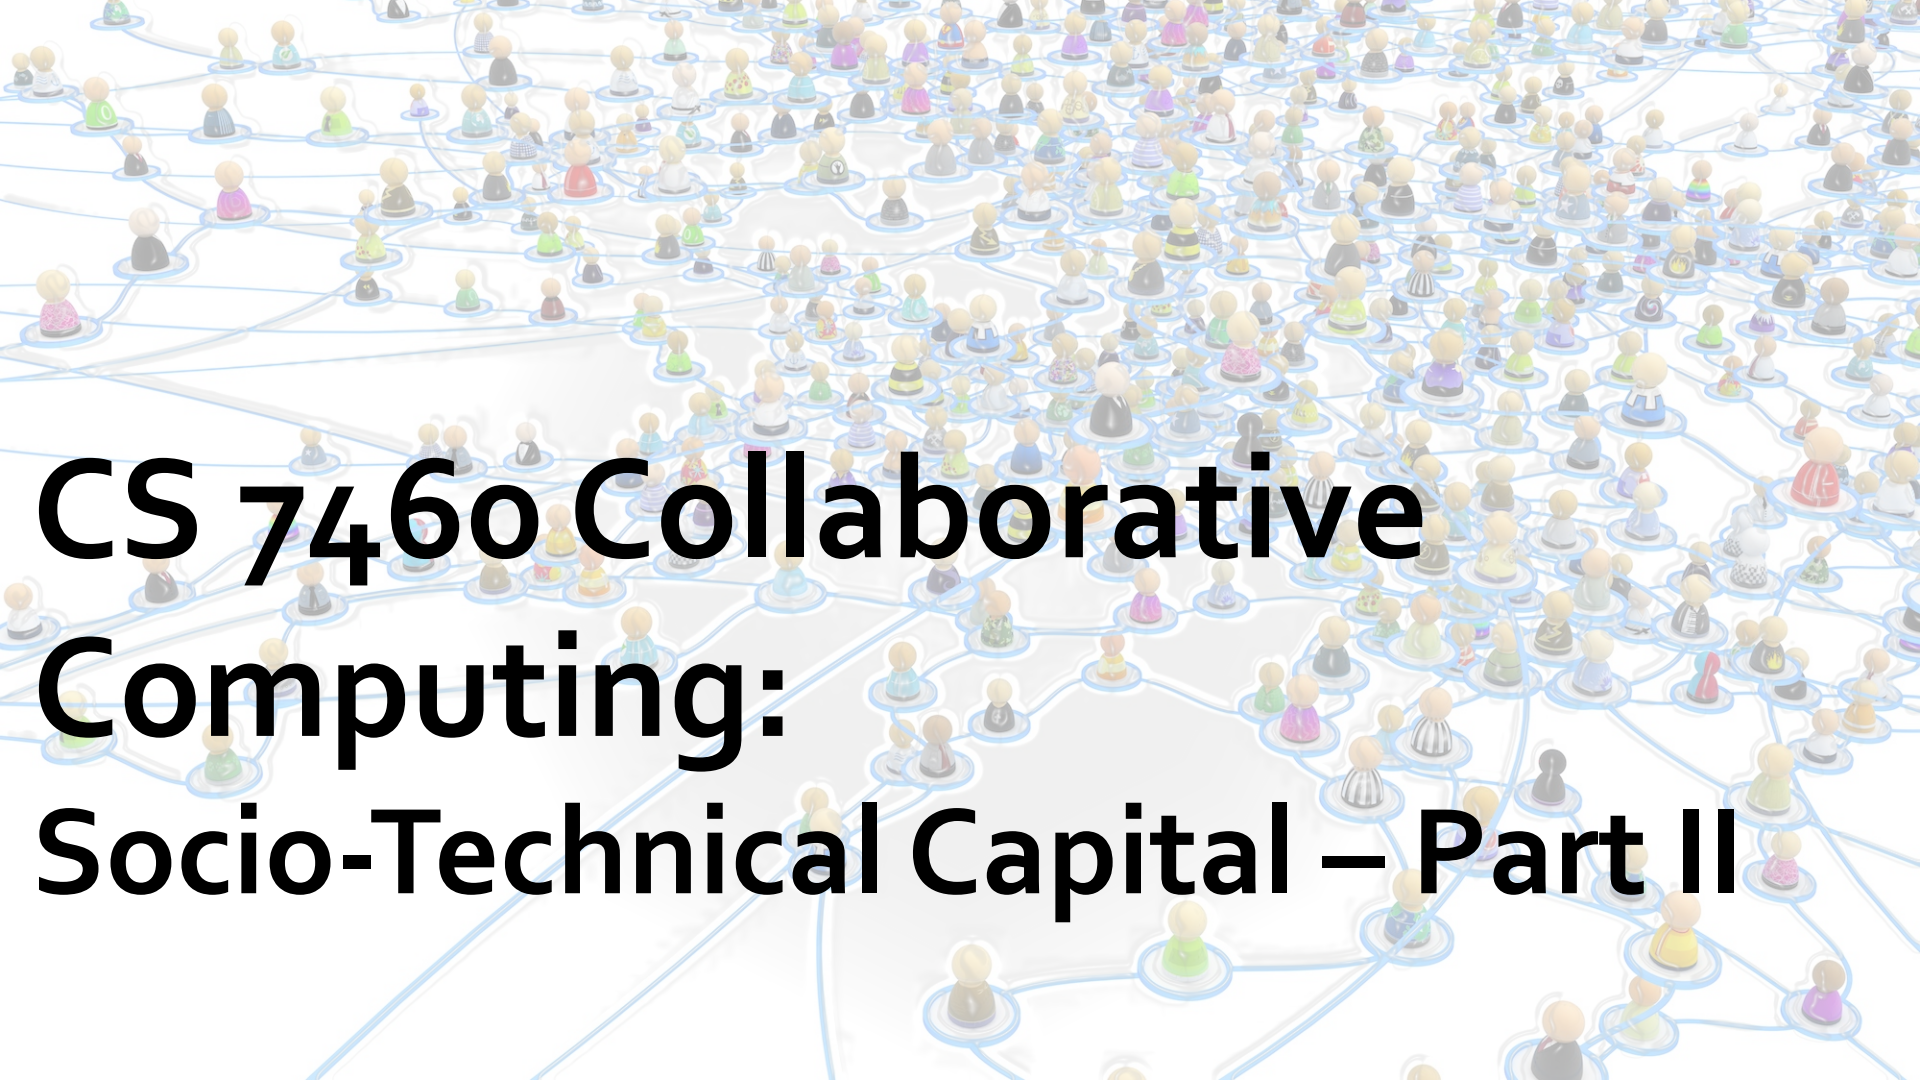 CS 7460 Collaborative
Computing:
Socio-Technical Capital – Part II